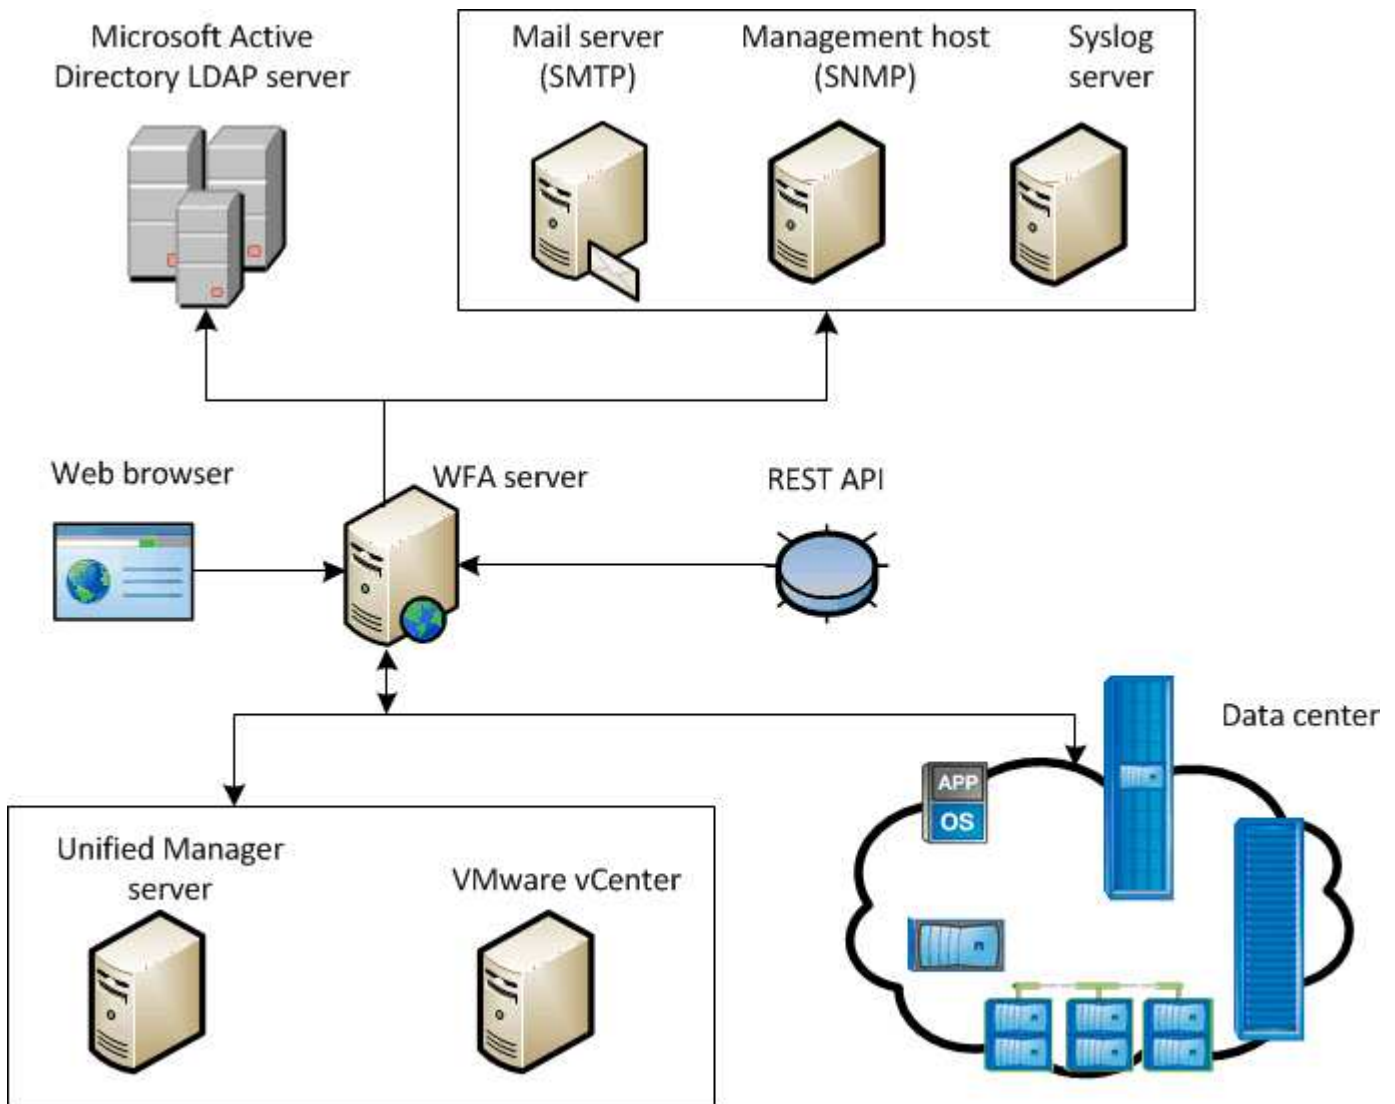 Microsoft Active
Directory LDAP server
Mail server
(SMTP)
Management host
(SNMP)
Syslog
server
Web browser
WFA server
REST API
Data center
APP
OS
Unified Manager
server
VMware vCenter